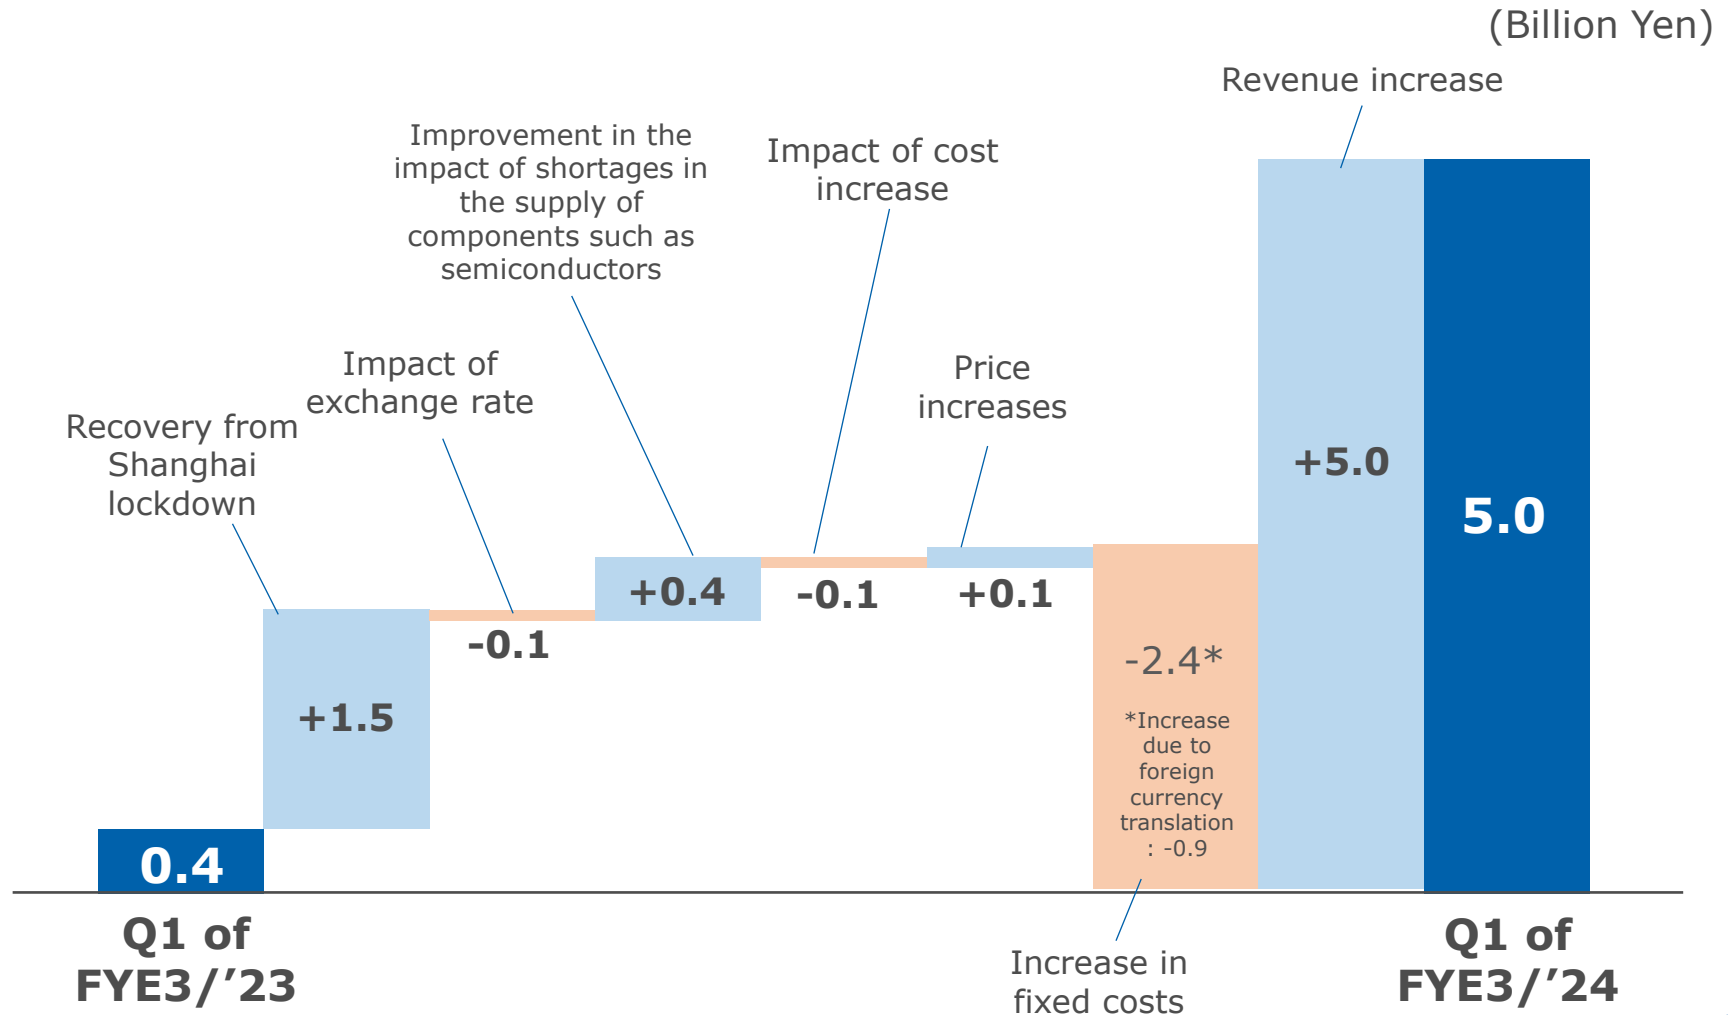 (Billion Yen)
Revenue increase
Improvement in the
impact of shortages in
the supply of
components such as
semiconductors
Impact of cost
increase
Impact of
exchange rate
Price
increases
Recovery from
Shanghai
lockdown
0.4
+1.5
-0.1
+0.4
-0.1
+0.1
-2.4*
*Increase
due to
foreign
currency
translation
: -0.9
+5.0
5.0
Increase in
fixed costs
Q1 of
FYE3/’23
Q1 of
FYE3/’24